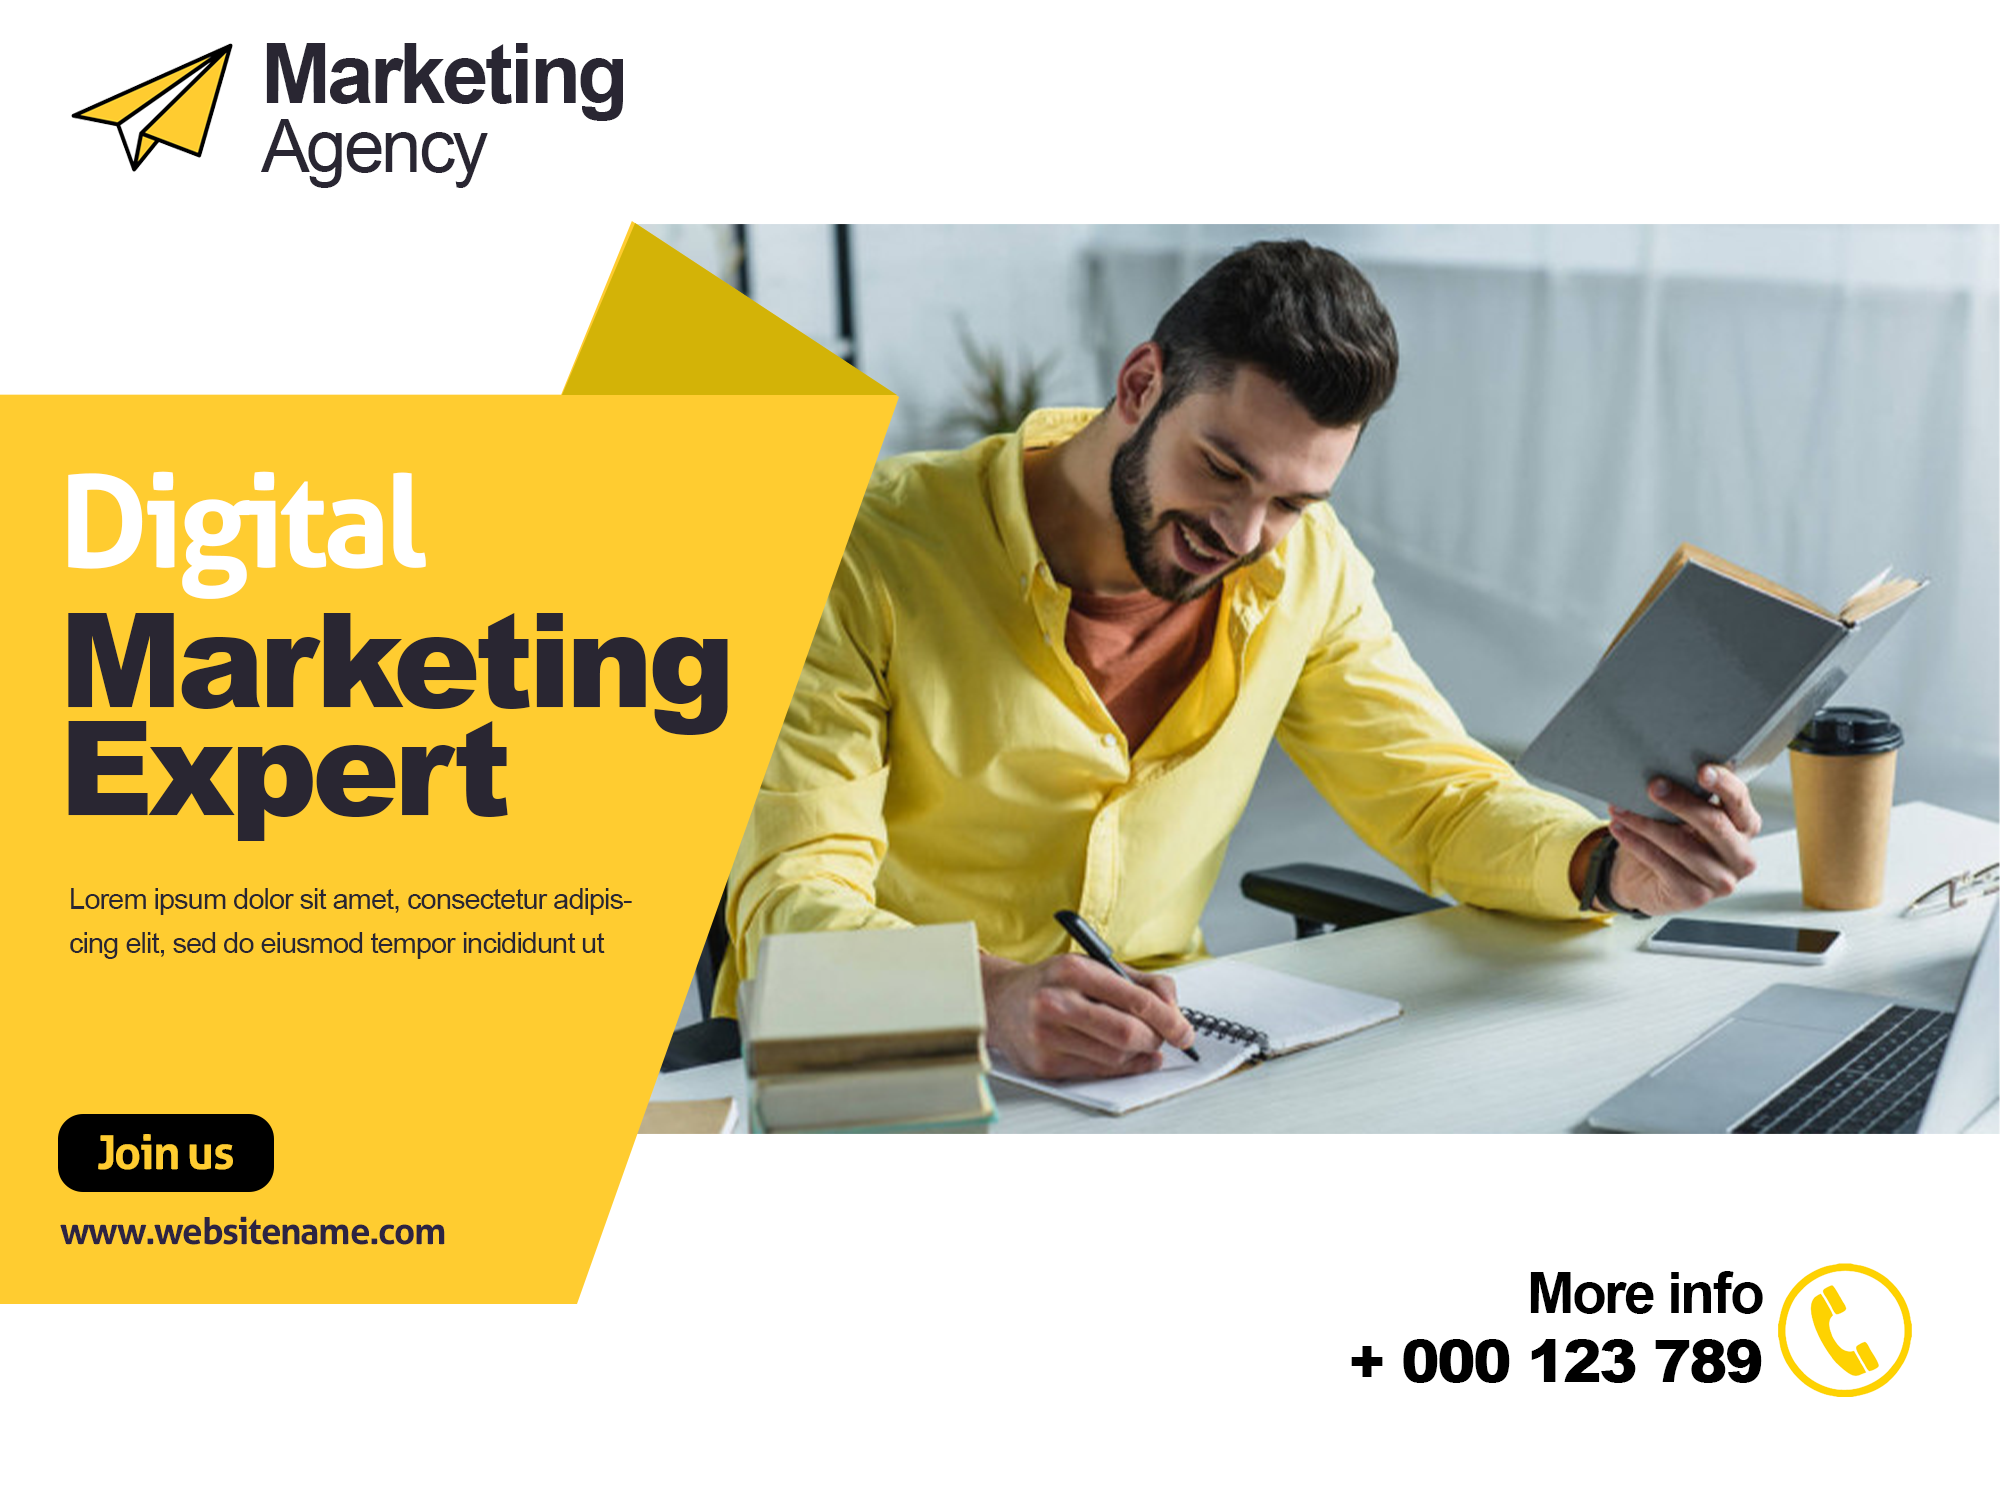 Marketing
Agency
Digital
Marketing
Expert
Lorem ipsum dolor sit amet, consectetur adipis-
cing elit, sed do eiusmod tempor incididunt ut
Join us
www.websitename.com
More info
+ 000 123 789